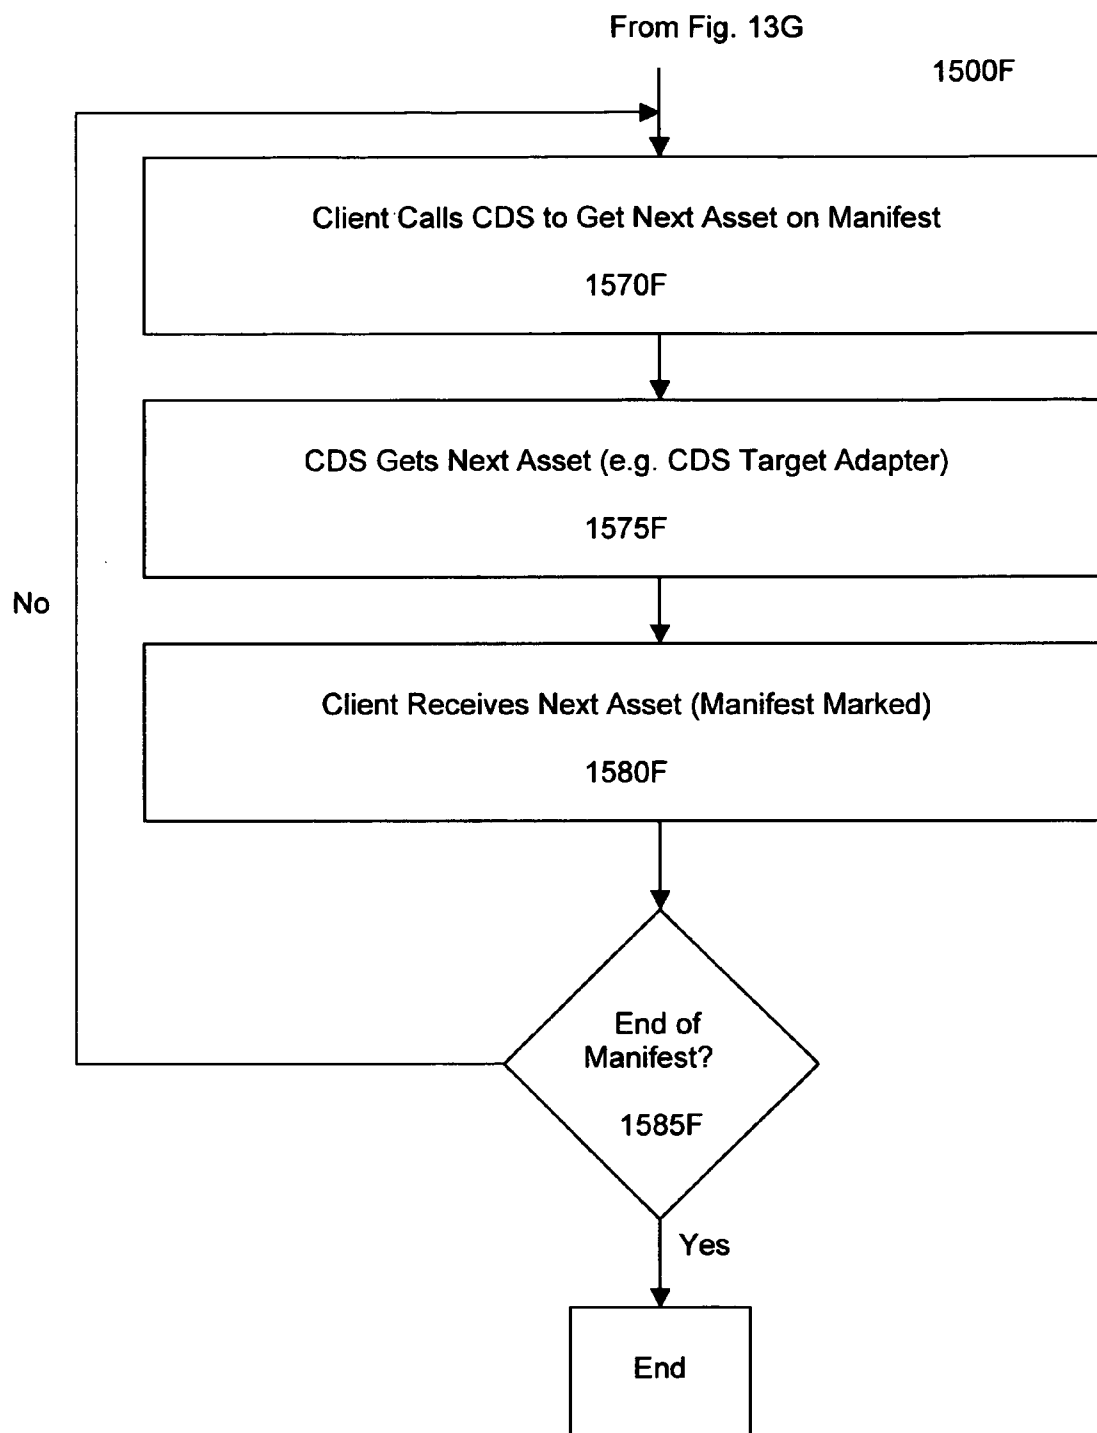 From Fig. 13G
1500F
Client Calls CDS to Get Next Asset on Manifest
1570F
CDS Gets Next Asset (e.g. CDS Target Adapter)
1575F
No
Client Receives Next Asset (Manifest Marked)
1580F
End of
Manifest?
1585F
Yes
End